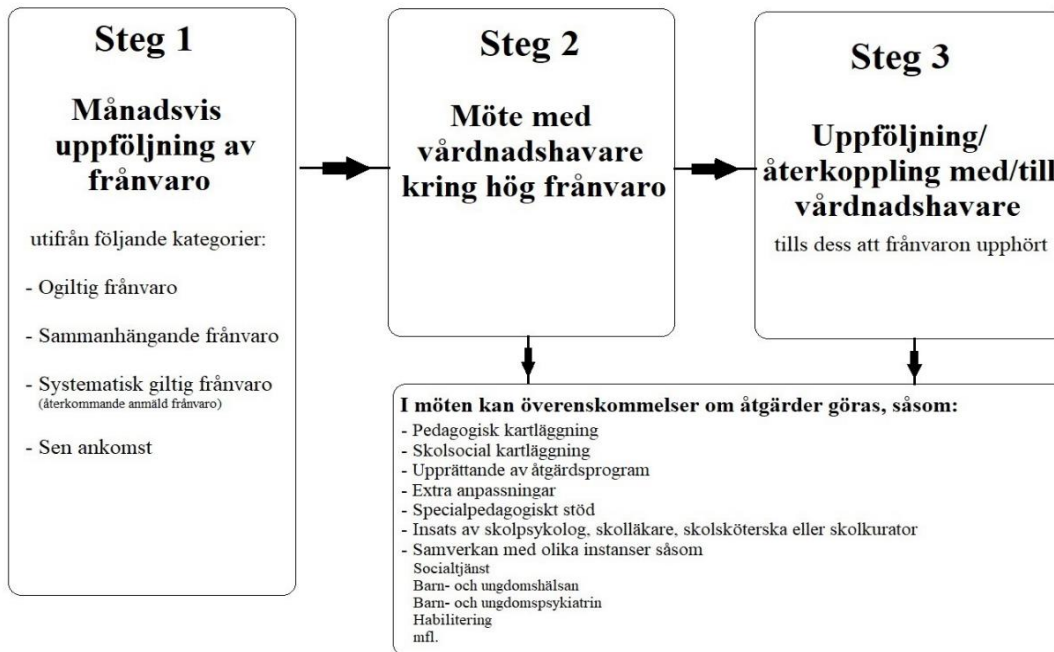 Steg 1
Månadsvis
uppföljning av
frånvaro
utifrån följande kategorier:
- Ogiltig frånvaro
- Sammanhängande frånvaro
- Systematisk giltig frånvaro
(återkommande anmäld frånvaro)
- Sen ankomst
Steg 2
Möte med
vårdnadshavare
kring hög frånvaro
Steg 3
Uppföljning/
återkoppling med/till
vårdnadshavare
tills dess att frånvaron upphört
I möten kan överenskommelser om åtgärder göras, såsom:
- Pedagogisk kartläggning
- Skolsocial kartläggning
- Upprättande av åtgärdsprogram
- Extra anpassningar
- Specialpedagogiskt stöd
- Insats av skolpsykolog, skolläkare, skolsköterska eller skolkurator
- Samverkan med olika instanser såsom
Socialtjänst
Barn- och ungdomshälsan
Barn- och ungdomspsykiatrin
Habilitering
mfl.